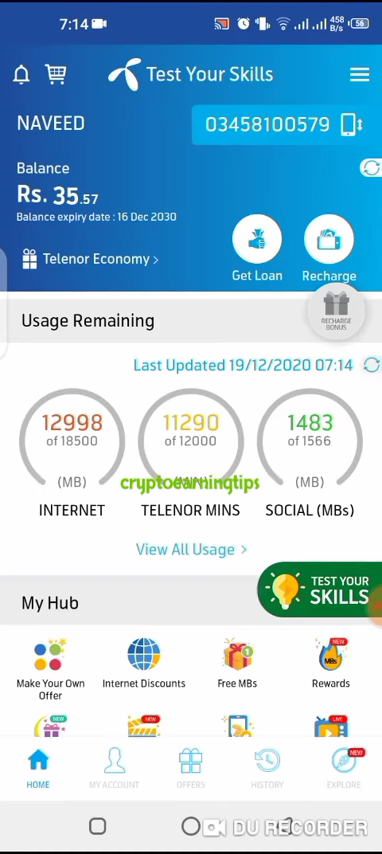 7:14
458
B/s
56
Test Your Skills
NAVEED
03458100579
Balance
Rs. 35.57
Balance expiry date : 16 Dec 2030
Telenor Economy >
Get Loan
Recharge
RECHARGE
BONUS
Usage Remaining
Last Updated 19/12/2020 07:14
12998
of 18500
(MB)
INTERNET
11290
of 12000
(MIN)
TELENOR MINS
1483
of 1566
(MB)
SOCIAL (MBs)
cryptoearningtips
View All Usage >
TEST YOUR
SKILLS
My Hub
Make Your Own
Offer
Internet Discounts
1
Free MBs
NEW
MBs
Rewards
NEW
NEW
LIVE
HOME
MY ACCOUNT
OFFERS
HISTORY
NEW
EXPLORE
DU RECORDER